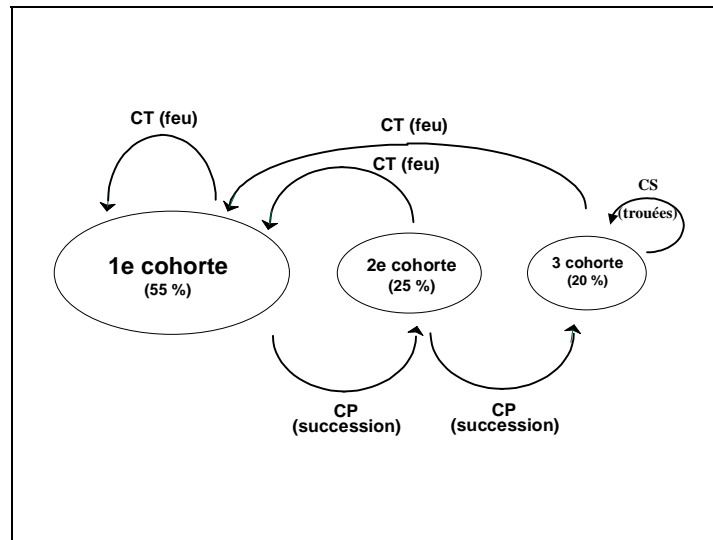 CT (feu)
CT (feu)
CT (feu)
CS
(trouées)
1e cohorte
(55 %)
2e cohorte
(25 %)
3 cohorte
(20 %)
CP
(succession)
CP
(succession)